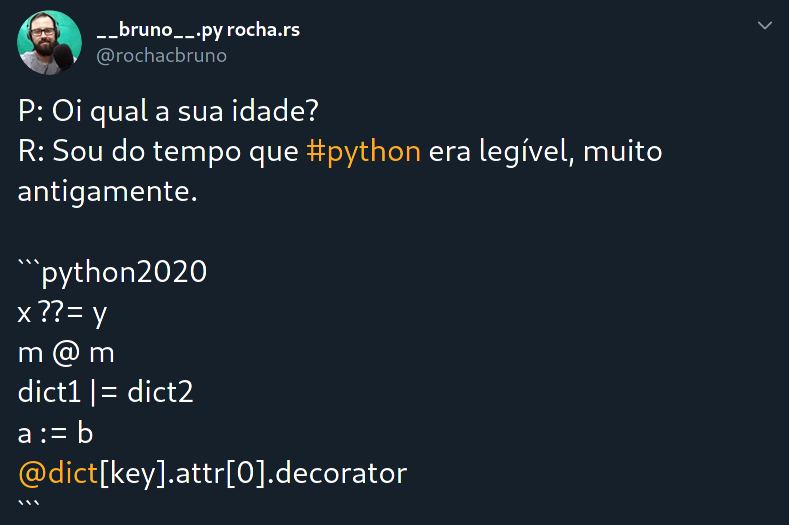 __bruno__.py rocha.rs
@rochacbruno
P: Oi qual a sua idade?
R: Sou do tempo que #python era legível, muito
antigamente.
```python2020
x ??= y
m @ m
dict1 |= dict2
a := b
@dict[key].attr[0].decorator
```